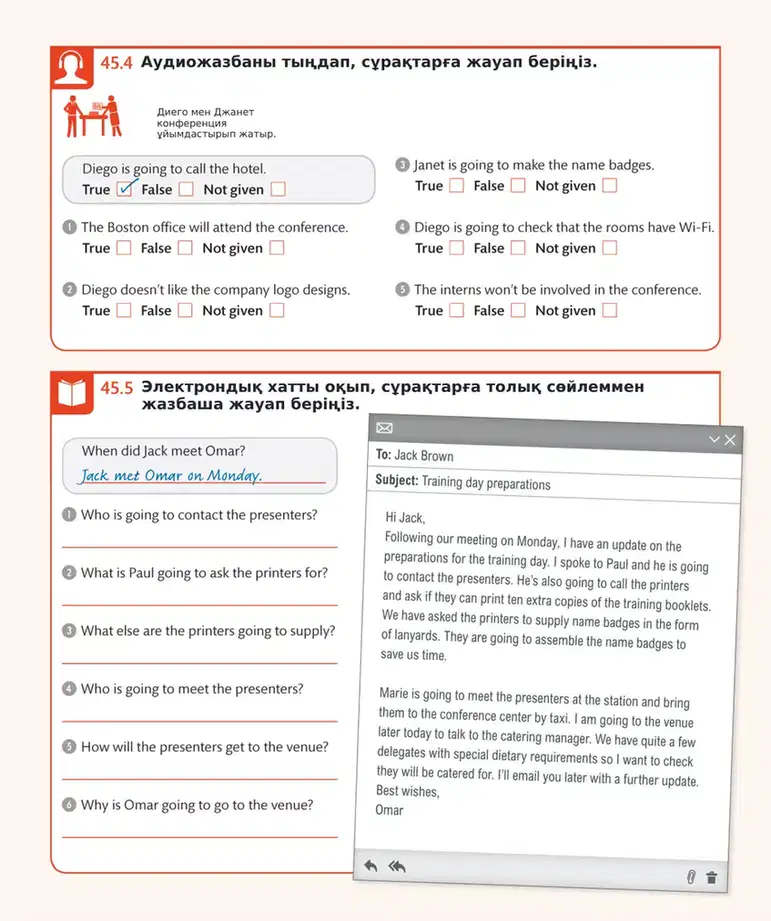 45.4 Аудиожазбаны тыңдап, сұрақтарға жауап беріңіз.
Диего мен Джанет
конференция
ұйымдастырып жатыр.
Diego is going to call the hotel.
True False Not given
1 The Boston office will attend the conference.
True False Not given
2 Diego doesn't like the company logo designs.
True False Not given
3 Janet is going to make the name badges.
True False Not given
4 Diego is going to check that the rooms have Wi-Fi.
True False Not given
5 The interns won't be involved in the conference.
True False Not given
45.5 Электрондық хатты оқып, сұрақтарға толық сөйлеммен
жазбаша жауап беріңіз.
When did Jack meet Omar?
Jack met Omar on Monday.
1 Who is going to contact the presenters?
2 What is Paul going to ask the printers for?
3 What else are the printers going to supply?
4 Who is going to meet the presenters?
5 How will the presenters get to the venue?
6 Why is Omar going to go to the venue?
To: Jack Brown
Subject: Training day preparations
Hi Jack,
Following our meeting on Monday, I have an update on the
preparations for the training day. I spoke to Paul and he is going
to contact the presenters. He's also going to call the printers
and ask if they can print ten extra copies of the training booklets.
We have asked the printers to supply name badges in the form
of lanyards. They are going to assemble the name badges to
save us time.
Marie is going to meet the presenters at the station and bring
them to the conference center by taxi. I am going to the venue
later today to talk to the catering manager. We have quite a few
delegates with special dietary requirements so I want to check
they will be catered for. I'll email you later with a further update.
Best wishes,
Omar